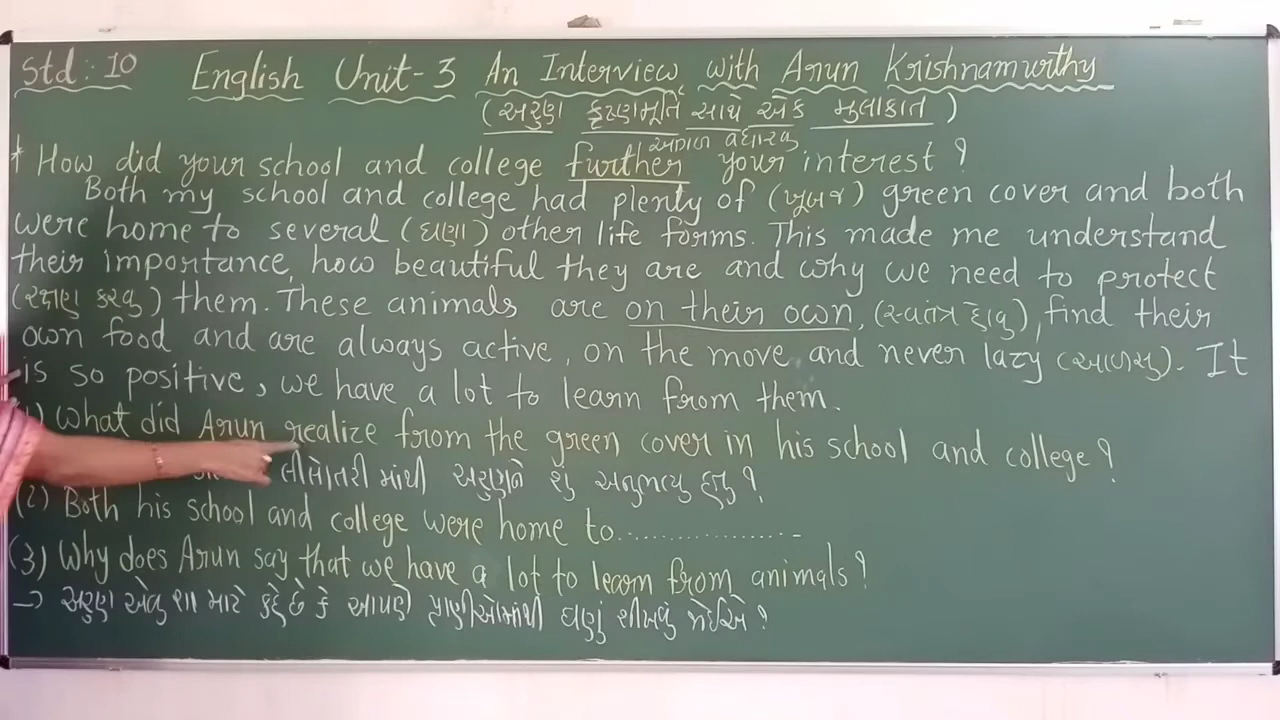 Std: 10 English Unit-3 An Interview with Arun Krishnamurthy
(અરુણ કૃષ્ણમૂર્તિ સાથે એક મુલાકાત)
આગળ વધારવુ
* How did your school and college further your interest?
Both my school and college had plenty of (ખૂબજ) green cover and both
were home to several (ઘણા) other life forms. This made me understand
their importance, how beautiful they are and why we need to protect
(રક્ષણ કરવુ) them. These animals are on their own, (સ્વતંત્ર હોવુ), find their
own food and are always active, on the move and never lazy (આળસુ). It
is so positive, we have a lot to learn from them.
1) What did Arun realize from the green cover in his school and college?
લીલોતરી માંથી અરુણને શું અનુભવ્યુ હતુ?
(2) Both his school and college were home to..................
(3) Why does Arun say that we have a lot to learn from animals?
→ અરુણ એવુ શા માટે કહે છે કે આપણે પ્રાણીઓમાંથી ઘણું શીખવું જોઈએ?